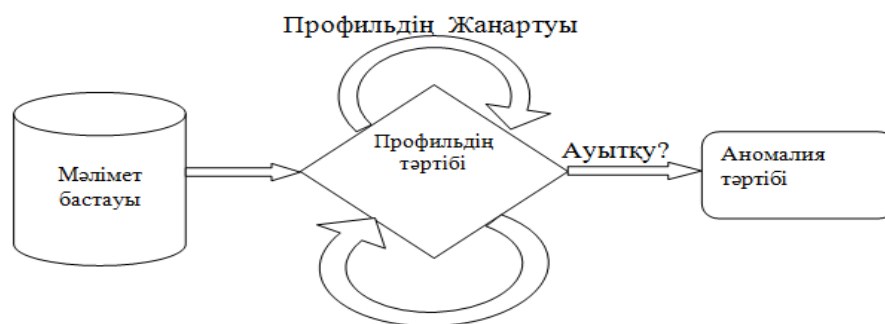 Профильдің Жаңартуы
Мәлімет
бастауы
Профильдің
тәртібі
Ауытқу?
Аномалия
тәртібі